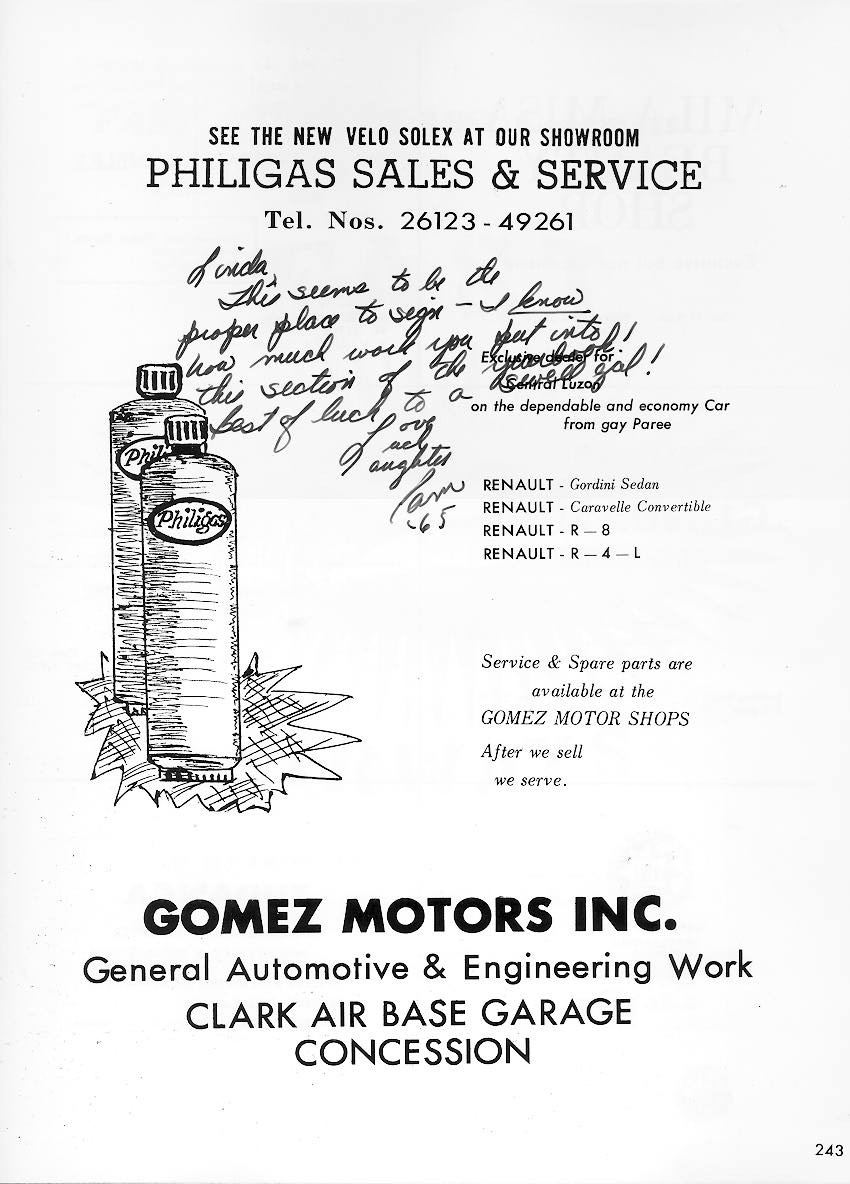 SEE THE NEW VELO SOLEX AT OUR SHOWROOM
PHILIGAS SALES & SERVICE
Tel. Nos. 26123 - 49261
Linda,
This seems to be the
proper place to sign – I know
how much work you put into
this section of the yearbook!
Best of luck to a swell gal!
Love
Luck
Laughter
Pam
'65
Exclusive dealer for
Central Luzon
on the dependable and economy Car
from gay Paree
Phil
Philigas
RENAULT - Gordini Sedan
RENAULT - Caravelle Convertible
RENAULT - R – 8
RENAULT - R – 4 – L
Service & Spare parts are
available at the
GOMEZ MOTOR SHOPS
After we sell
we serve.
GOMEZ MOTORS INC.
General Automotive & Engineering Work
CLARK AIR BASE GARAGE
CONCESSION
243